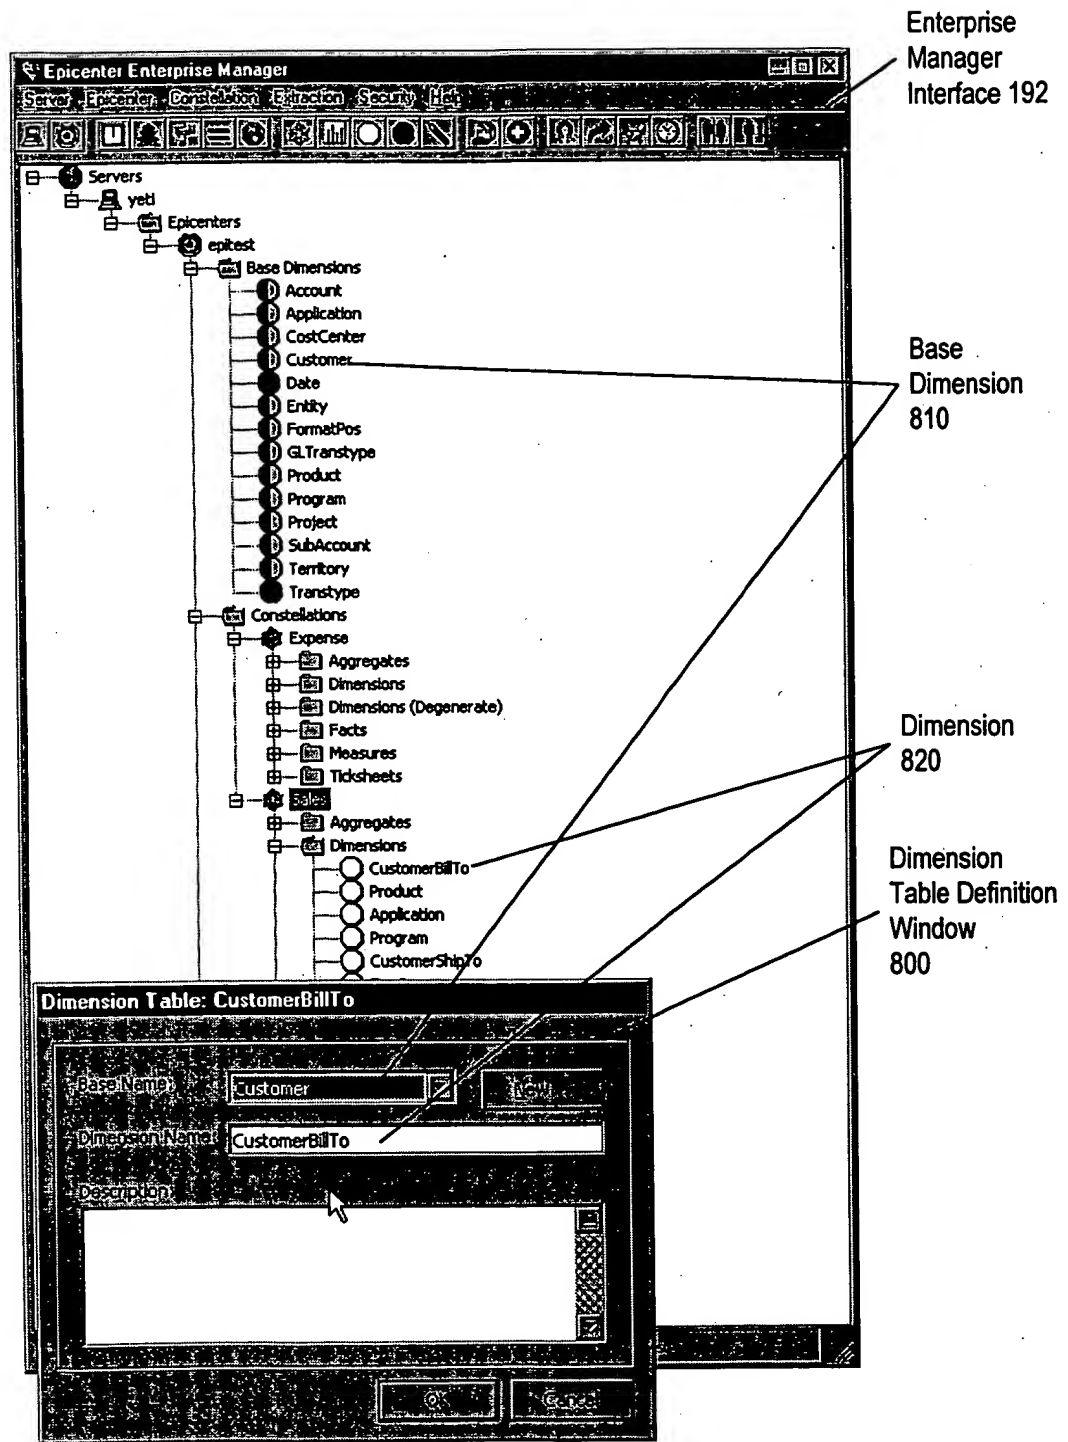 Enterprise
Manager
Interface 192
Epicenter Enterprise Manager
Server Epicenter Constellation Extraction Security Help
Servers
yeti
Epicenters
epitest
Base Dimensions
Account
Application
CostCenter
Customer
Date
Entity
FormatPos
GLTranstype
Product
Program
Project
SubAccount
Territory
Transtype
Constellations
Expense
Aggregates
Dimensions
Dimensions (Degenerate)
Facts
Measures
Ticksheets
Sales
Aggregates
Dimensions
CustomerBillTo
Product
Application
Program
CustomerShipTo
Base
Dimension
810
Dimension
820
Dimension
Table Definition
Window
800
Dimension Table: CustomerBillTo
Base Name: Customer New
Dimension Name: CustomerBillTo
Description
OK Cancel